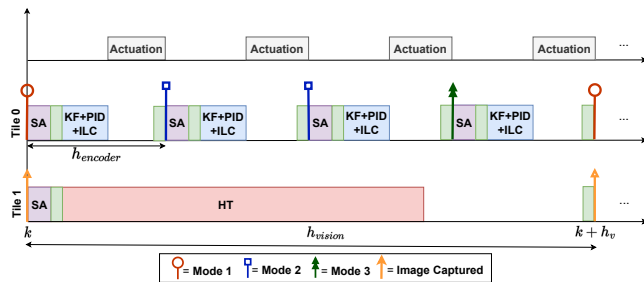 Actuation Actuation Actuation Actuation ...
Tile 0
SA KF+PID +ILC SA KF+PID +ILC SA KF+PID +ILC SA KF+PID +ILC ...
h_encoder
Tile 1
SA HT ...
k h_vision k + h_v
= Mode 1 = Mode 2 = Mode 3 = Image Captured